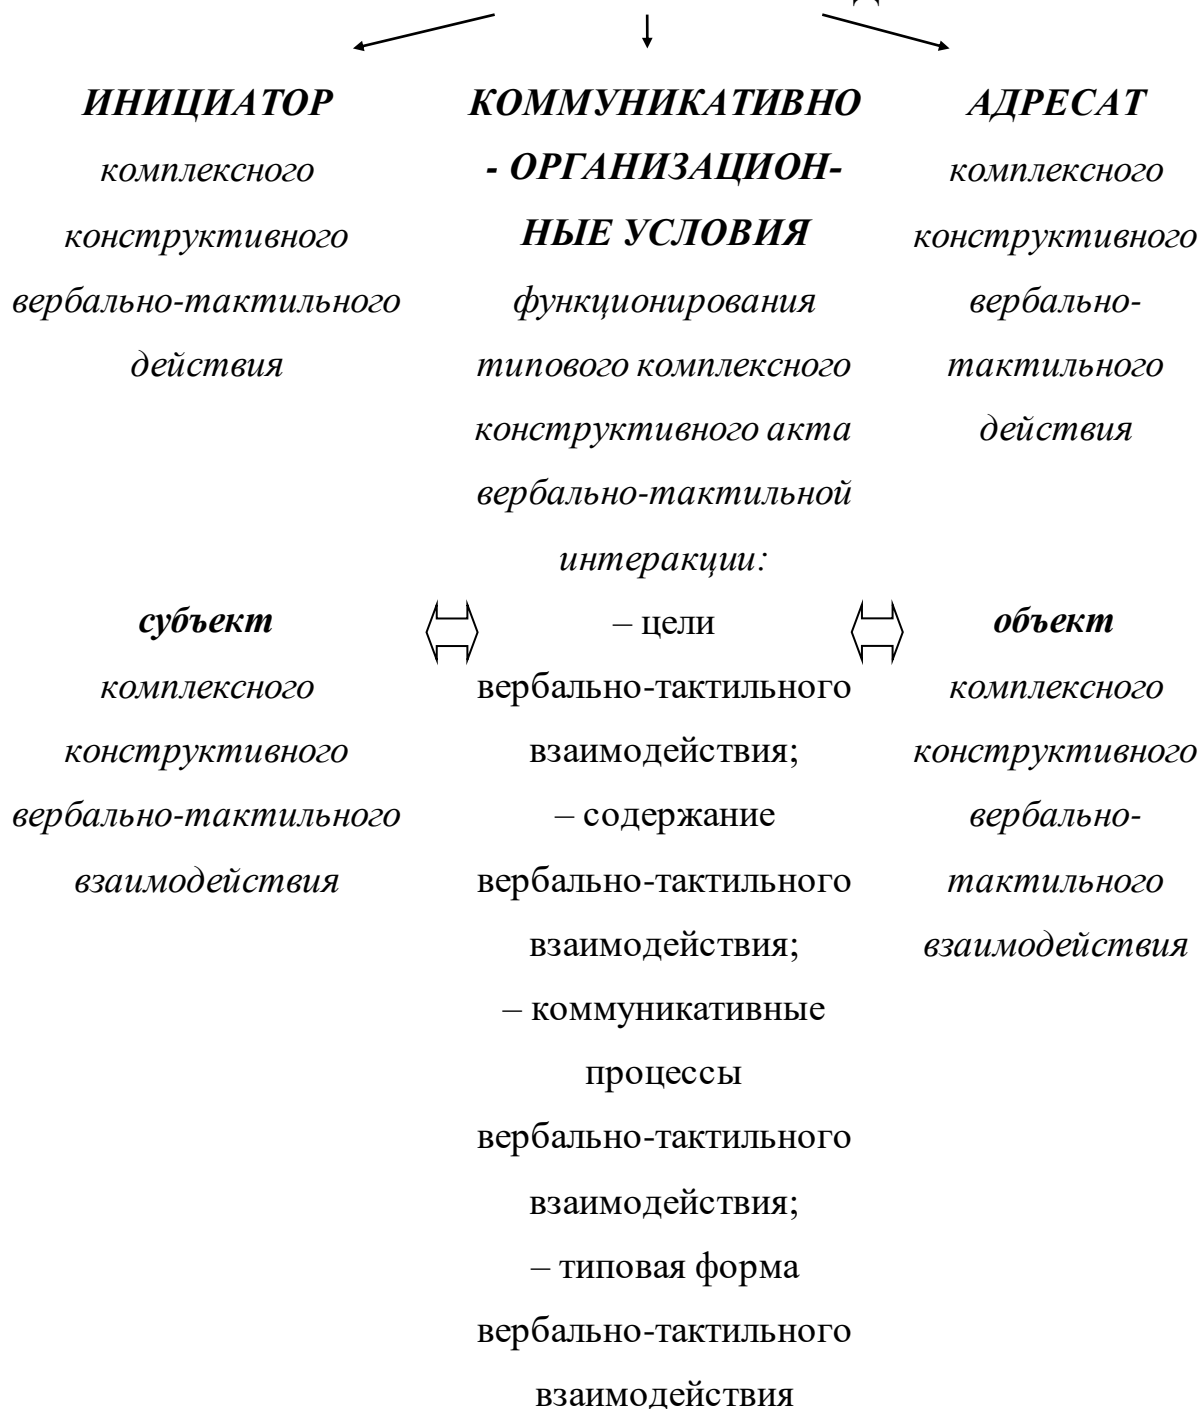 ИНИЦИАТОР
комплексного
конструктивного
вербально-тактильного
действия
КОММУНИКАТИВНО
- ОРГАНИЗАЦИОН-
НЫЕ УСЛОВИЯ
функционирования
типового комплексного
конструктивного акта
вербально-тактильной
интеракции:
АДРЕСАТ
комплексного
конструктивного
вербально-
тактильного
действия
субъект
комплексного
конструктивного
вербально-тактильного
взаимодействия
– цели
вербально-тактильного
взаимодействия;
– содержание
вербально-тактильного
взаимодействия;
– коммуникативные
процессы
вербально-тактильного
взаимодействия;
– типовая форма
вербально-тактильного
взаимодействия
объект
комплексного
конструктивного
вербально-
тактильного
взаимодействия